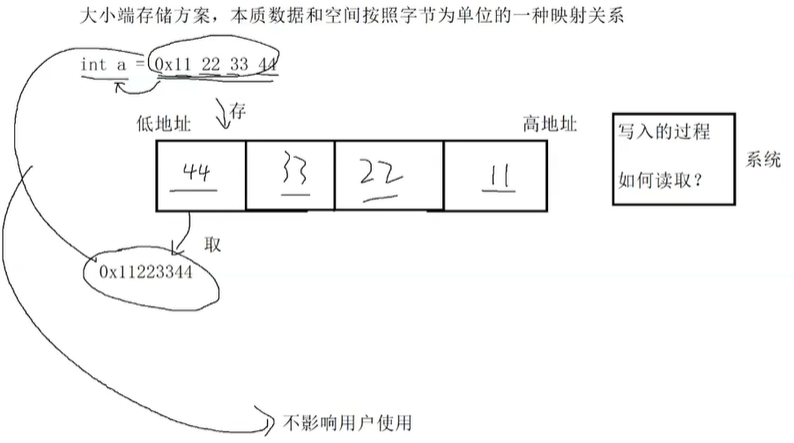 大小端存储方案，本质数据和空间按照字节为单位的一种映射关系
int a = 0x11 22 33 44
存
低地址
高地址
44 33 22 11
写入的过程
如何读取？
系统
取
0x11223344
不影响用户使用